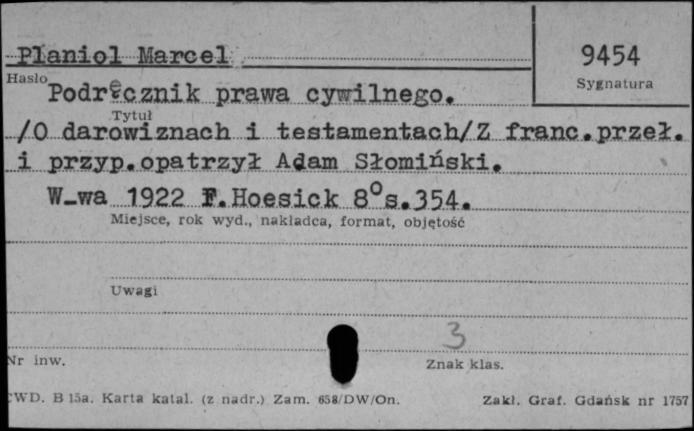 Planiol Marcel
9454
Hasło
Sygnatura
Podręcznik prawa cywilnego.
Tytuł
/O darowiznach i testamentach/Z franc.przeł.
i przyp.opatrzył Adam Słomiński.
W-wa 1922 F.Hoesick 8° s.354.
Miejsce, rok wyd., nakładca, format, objętość
Uwagi
3
Nr inw.
Znak klas.
CWD. B 15a. Karta katal. (z nadr.) Zam. 658/DW/On.
Zakł. Graf. Gdańsk nr 1757